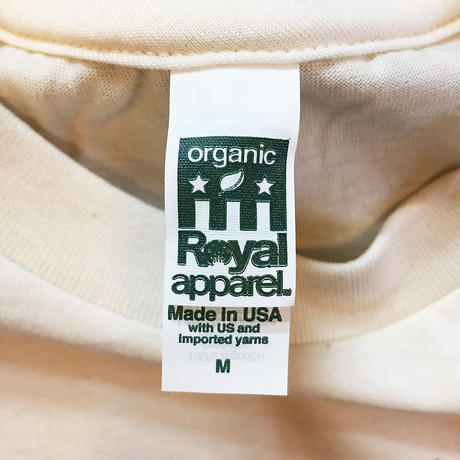 organic
Royal
apparel.
Made in USA
with US and
imported yarns
M